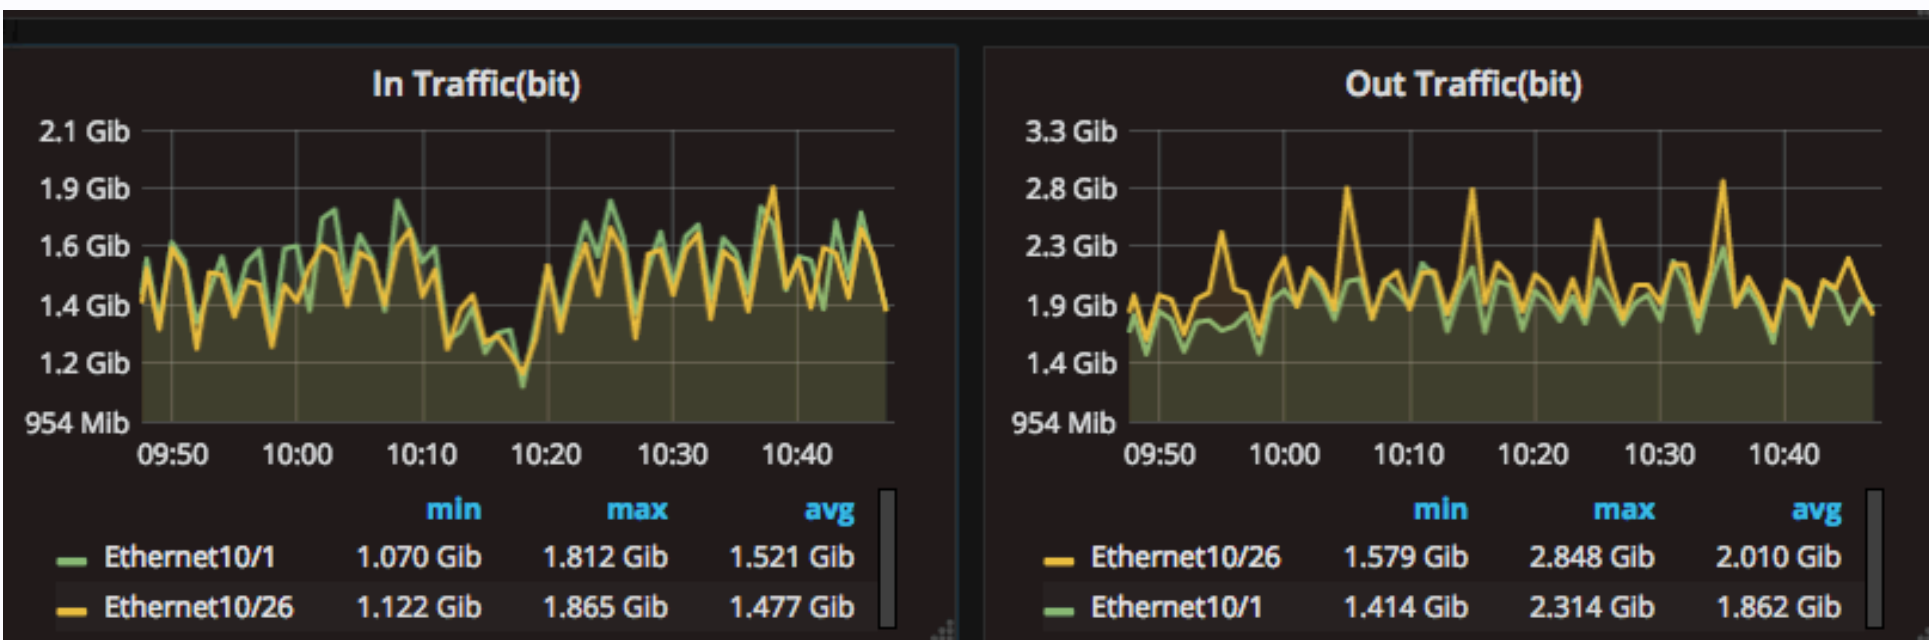 In Traffic(bit)
2.1 Gib
1.9 Gib
1.6 Gib
1.4 Gib
1.2 Gib
954 Mib
09:50 10:00 10:10 10:20 10:30 10:40
min max avg
Ethernet10/1 1.070 Gib 1.812 Gib 1.521 Gib
Ethernet10/26 1.122 Gib 1.865 Gib 1.477 Gib
Out Traffic(bit)
3.3 Gib
2.8 Gib
2.3 Gib
1.9 Gib
1.4 Gib
954 Mib
09:50 10:00 10:10 10:20 10:30 10:40
min max avg
Ethernet10/26 1.579 Gib 2.848 Gib 2.010 Gib
Ethernet10/1 1.414 Gib 2.314 Gib 1.862 Gib